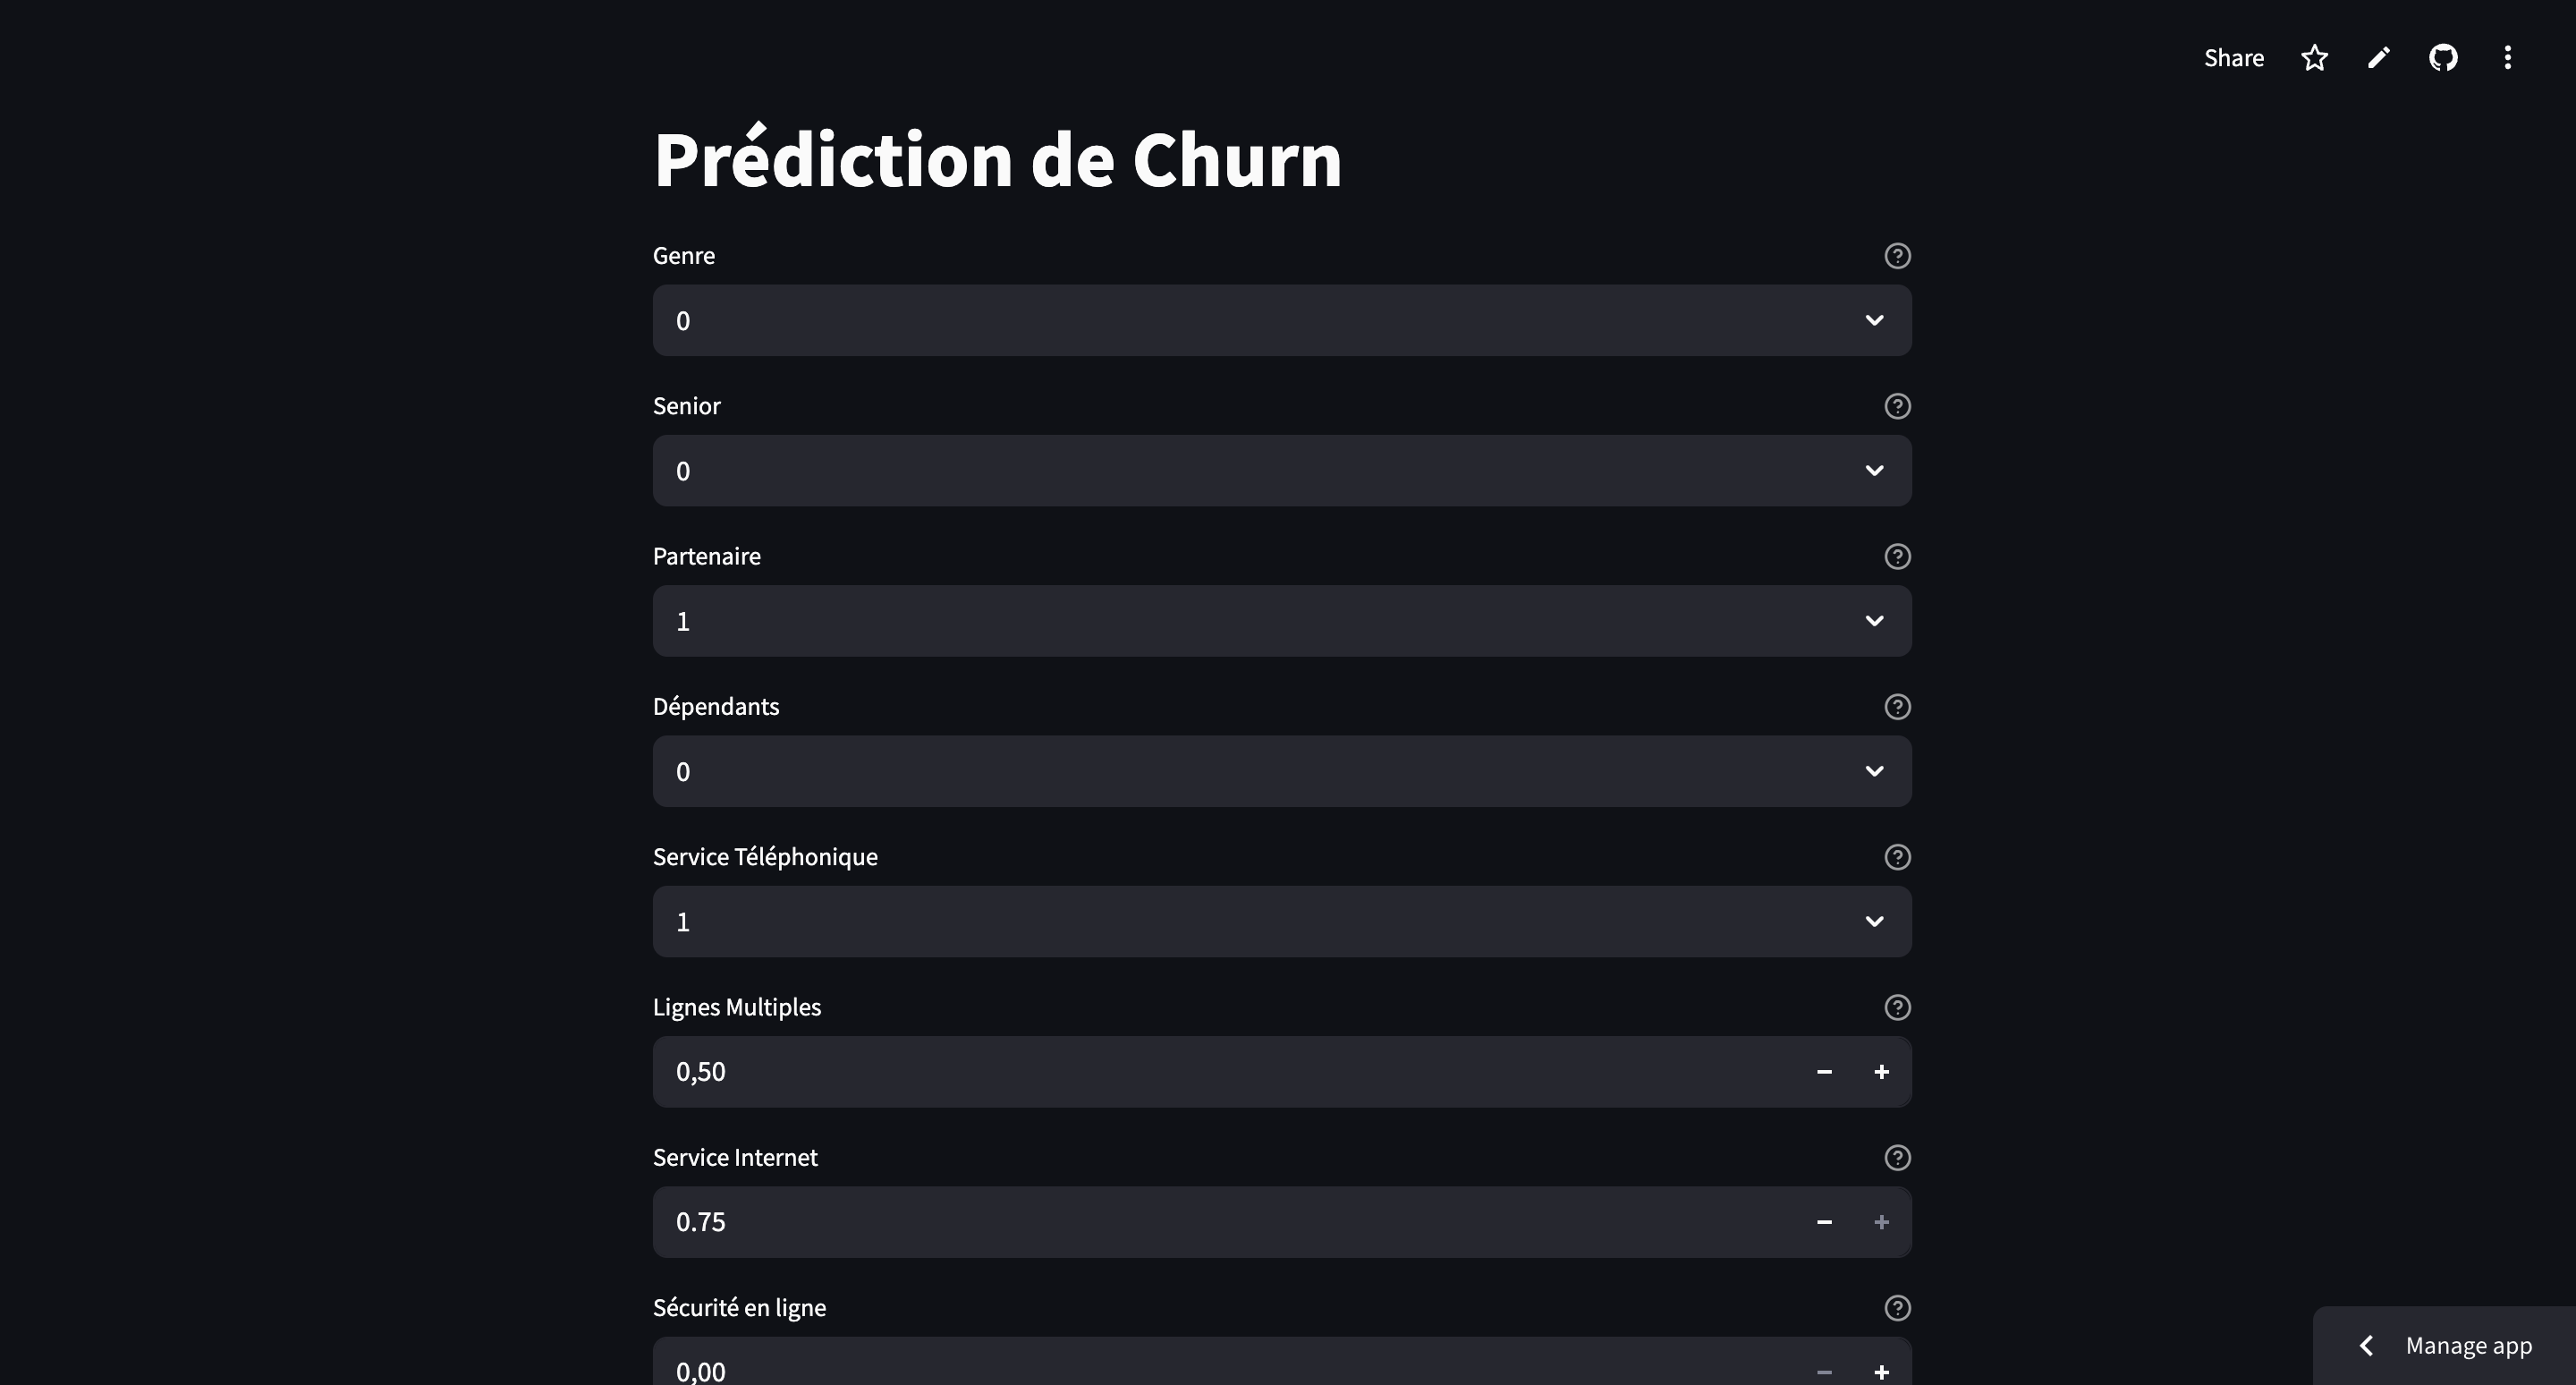 Share
Prédiction de Churn
Genre
0
Senior
0
Partenaire
1
Dépendants
0
Service Téléphonique
1
Lignes Multiples
0,50
Service Internet
0.75
Sécurité en ligne
0,00
Manage app